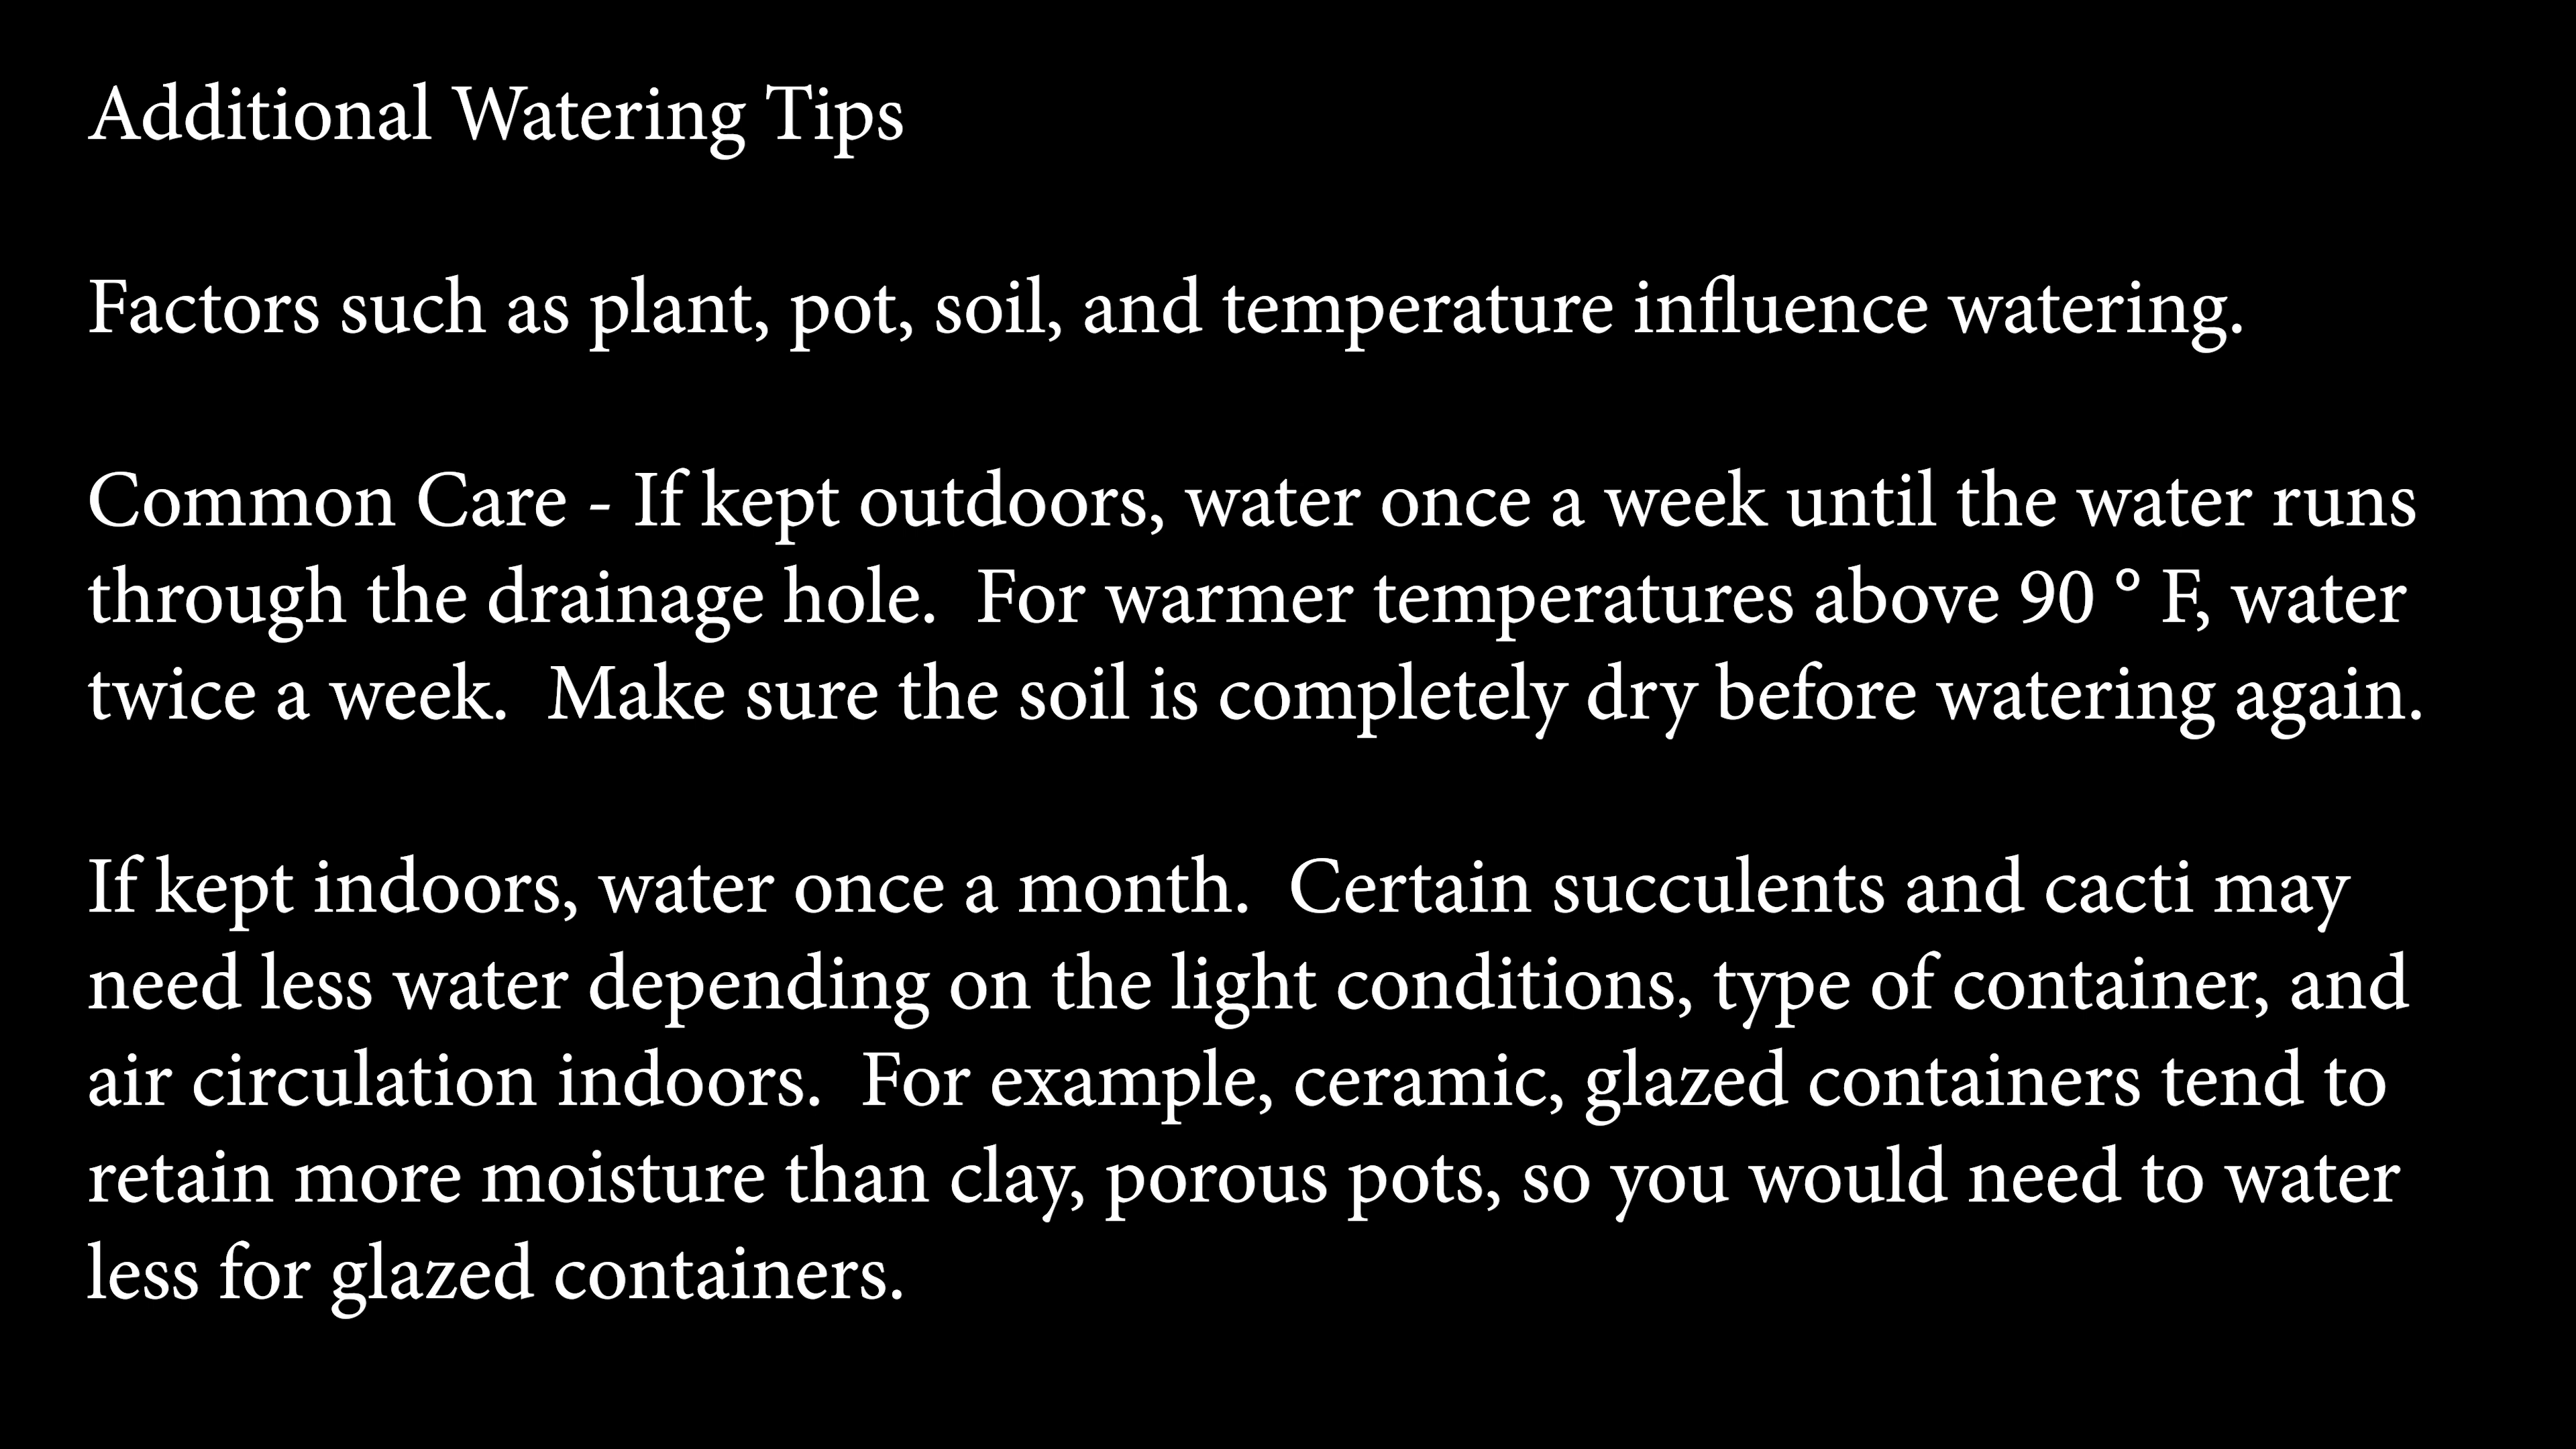 Additional Watering Tips
Factors such as plant, pot, soil, and temperature influence watering.
Common Care - If kept outdoors, water once a week until the water runs
through the drainage hole.  For warmer temperatures above 90 ° F, water
twice a week.  Make sure the soil is completely dry before watering again.
If kept indoors, water once a month.  Certain succulents and cacti may
need less water depending on the light conditions, type of container, and
air circulation indoors.  For example, ceramic, glazed containers tend to
retain more moisture than clay, porous pots, so you would need to water
less for glazed containers.